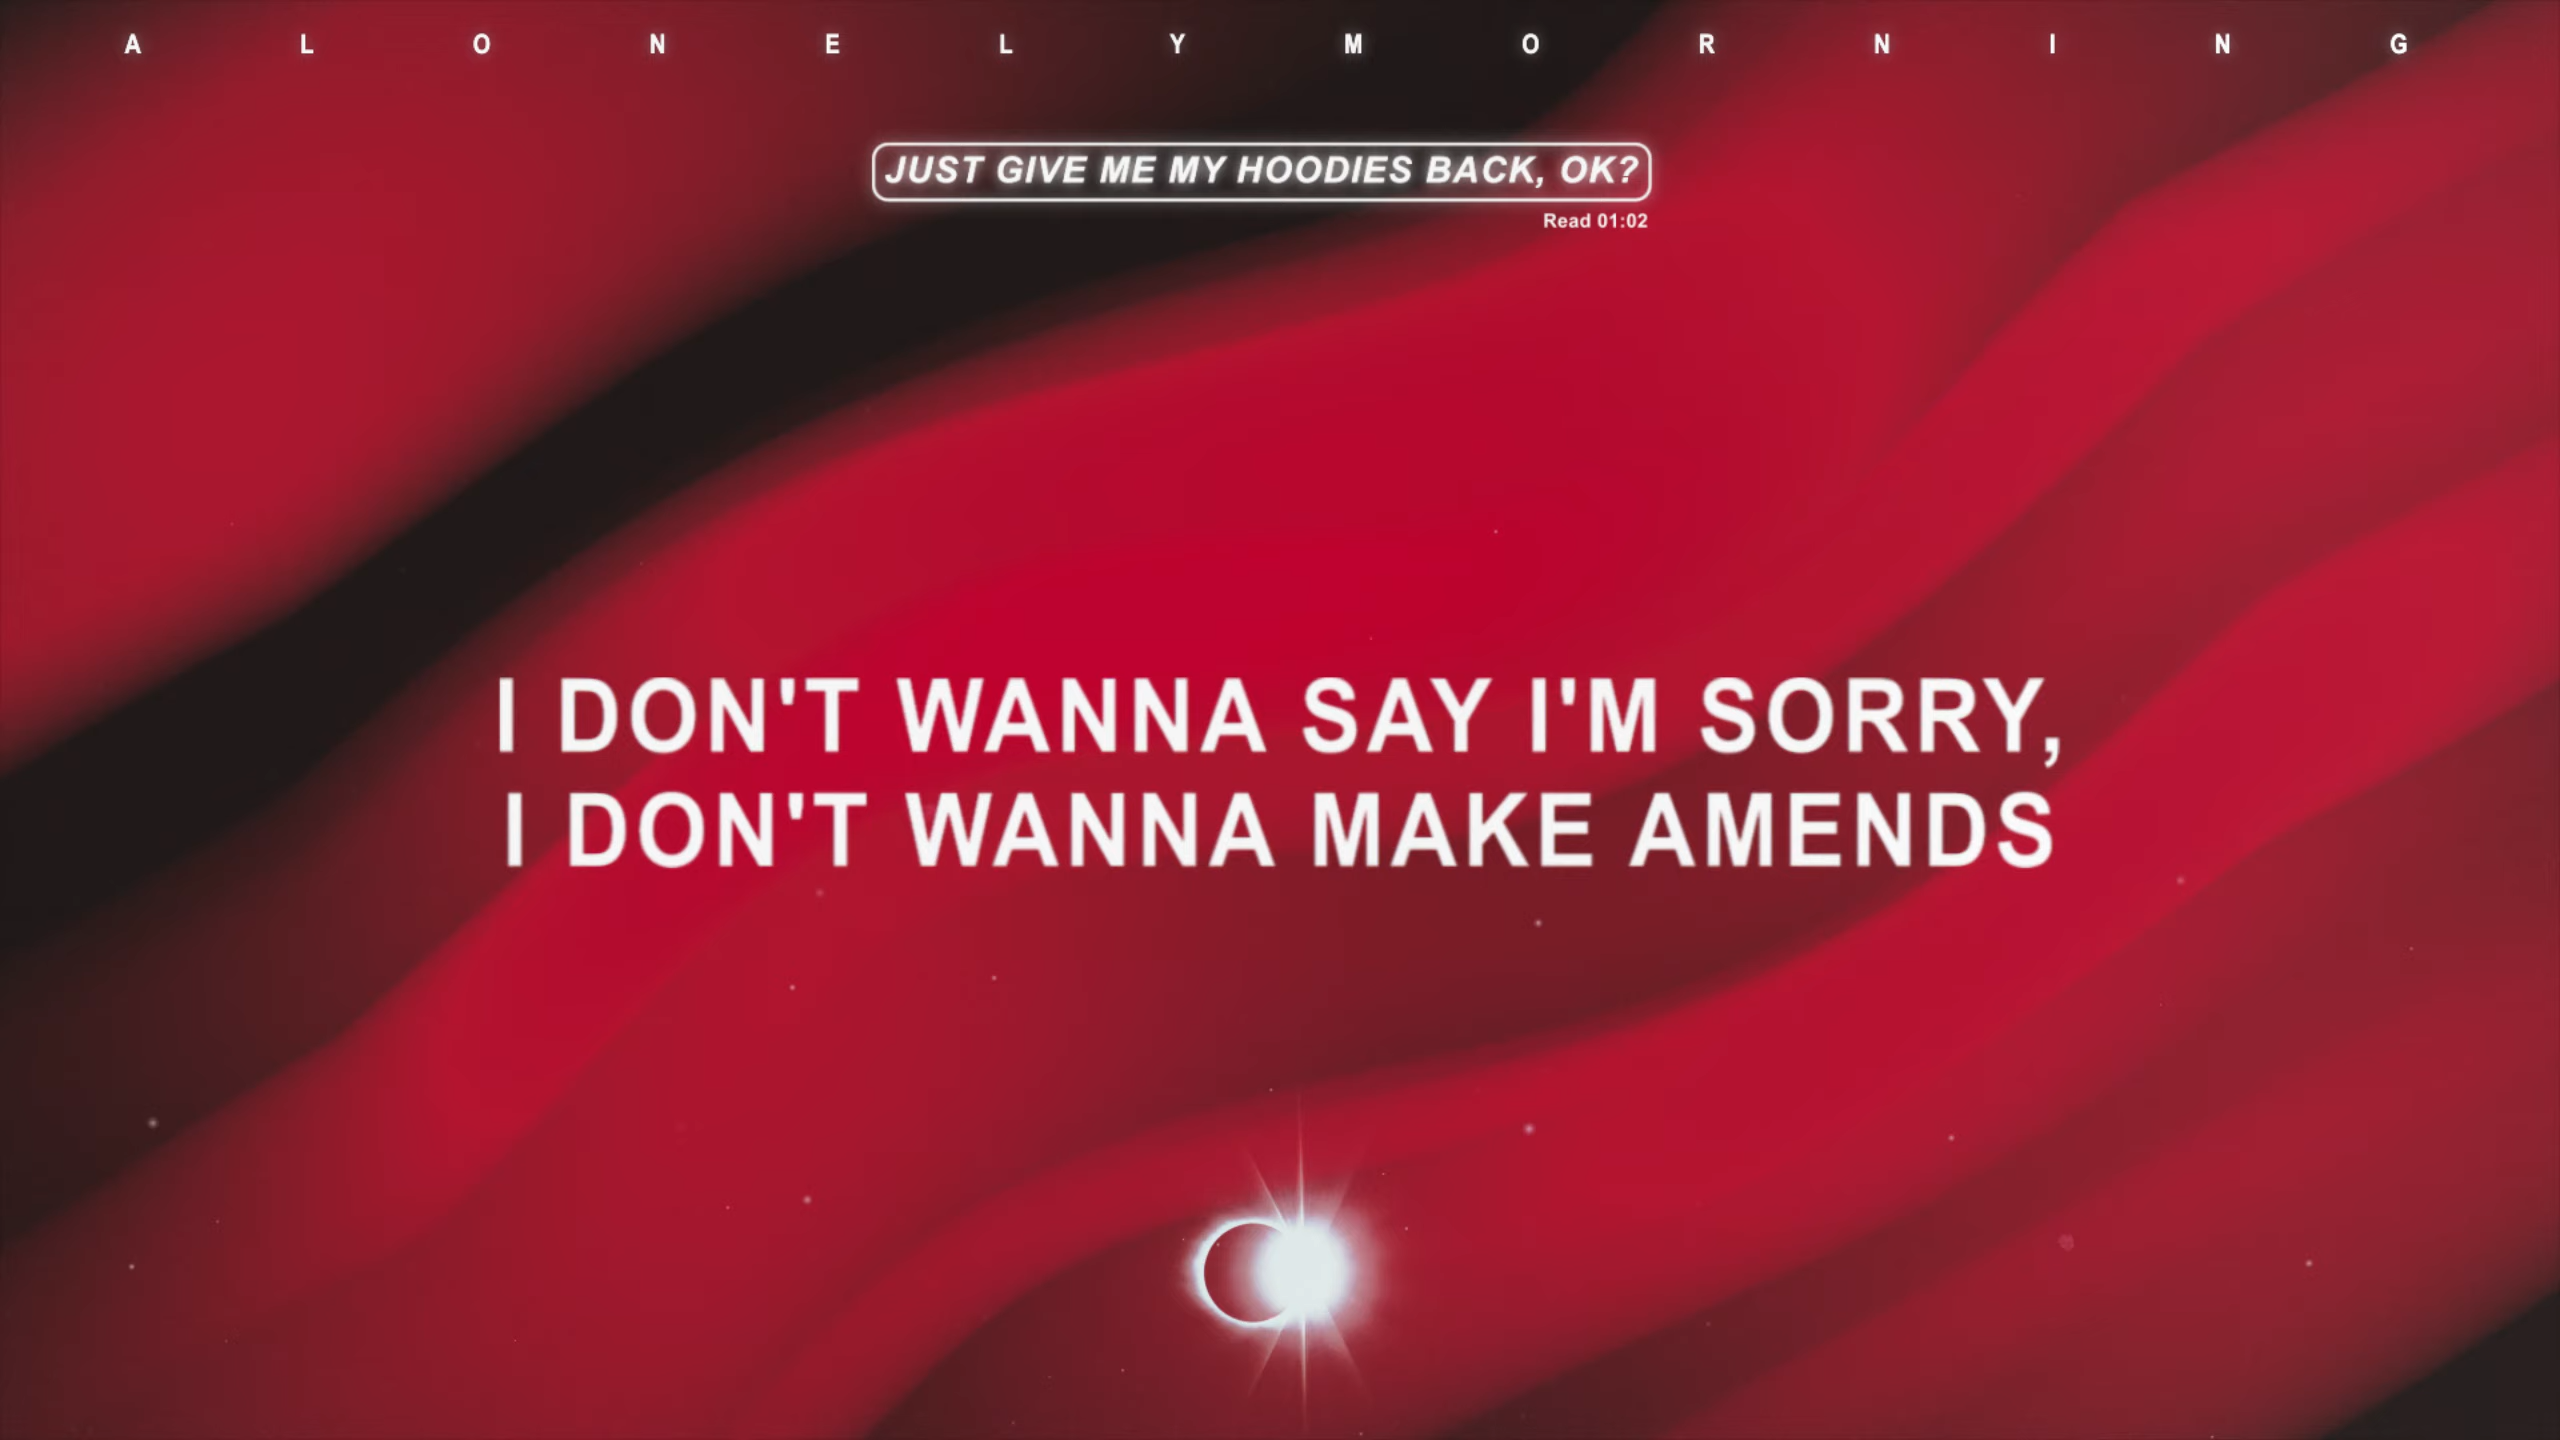 A L O N E L Y M O R N I N G
JUST GIVE ME MY HOODIES BACK, OK?
Read 01:02
I DON'T WANNA SAY I'M SORRY,
I DON'T WANNA MAKE AMENDS